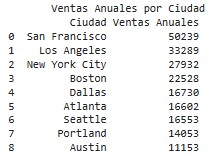 Ventas Anuales por Ciudad
Ciudad Ventas Anuales
0 San Francisco 50239
1 Los Angeles 33289
2 New York City 27932
3 Boston 22528
4 Dallas 16730
5 Atlanta 16602
6 Seattle 16553
7 Portland 14053
8 Austin 11153